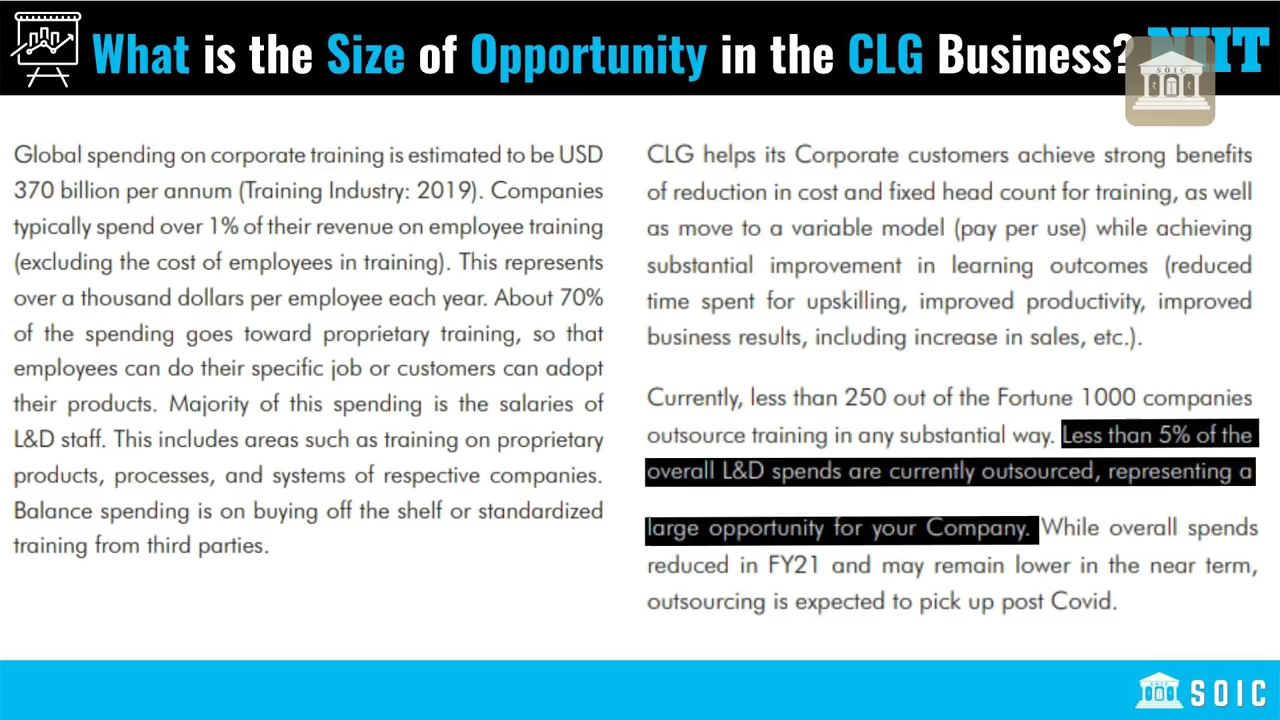 What is the Size of Opportunity in the CLG Business?
NIIT
SOIC
Global spending on corporate training is estimated to be USD
370 billion per annum (Training Industry: 2019). Companies
typically spend over 1% of their revenue on employee training
(excluding the cost of employees in training). This represents
over a thousand dollars per employee each year. About 70%
of the spending goes toward proprietary training, so that
employees can do their specific job or customers can adopt
their products. Majority of this spending is the salaries of
L&D staff. This includes areas such as training on proprietary
products, processes, and systems of respective companies.
Balance spending is on buying off the shelf or standardized
training from third parties.
CLG helps its Corporate customers achieve strong benefits
of reduction in cost and fixed head count for training, as well
as move to a variable model (pay per use) while achieving
substantial improvement in learning outcomes (reduced
time spent for upskilling, improved productivity, improved
business results, including increase in sales, etc.).
Currently, less than 250 out of the Fortune 1000 companies
outsource training in any substantial way. Less than 5% of the
overall L&D spends are currently outsourced, representing a
large opportunity for your Company. While overall spends
reduced in FY21 and may remain lower in the near term,
outsourcing is expected to pick up post Covid.
SOIC
SOIC